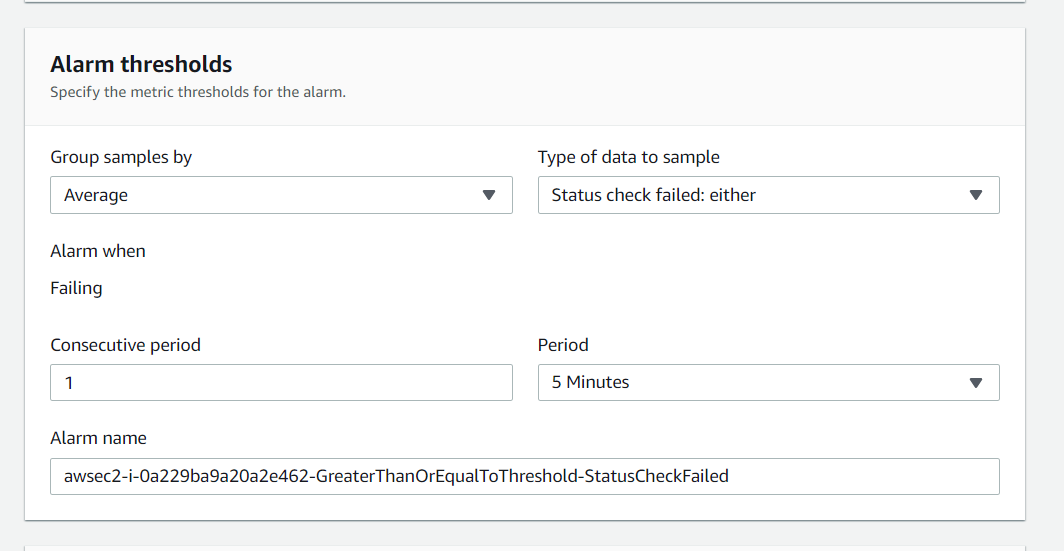 Alarm thresholds
Specify the metric thresholds for the alarm.
Group samples by
Type of data to sample
Average
Status check failed: either
Alarm when
Failing
Consecutive period
Period
1
5 Minutes
Alarm name
awsec2-i-0a229ba9a20a2e462-GreaterThanOrEqualToThreshold-StatusCheckFailed